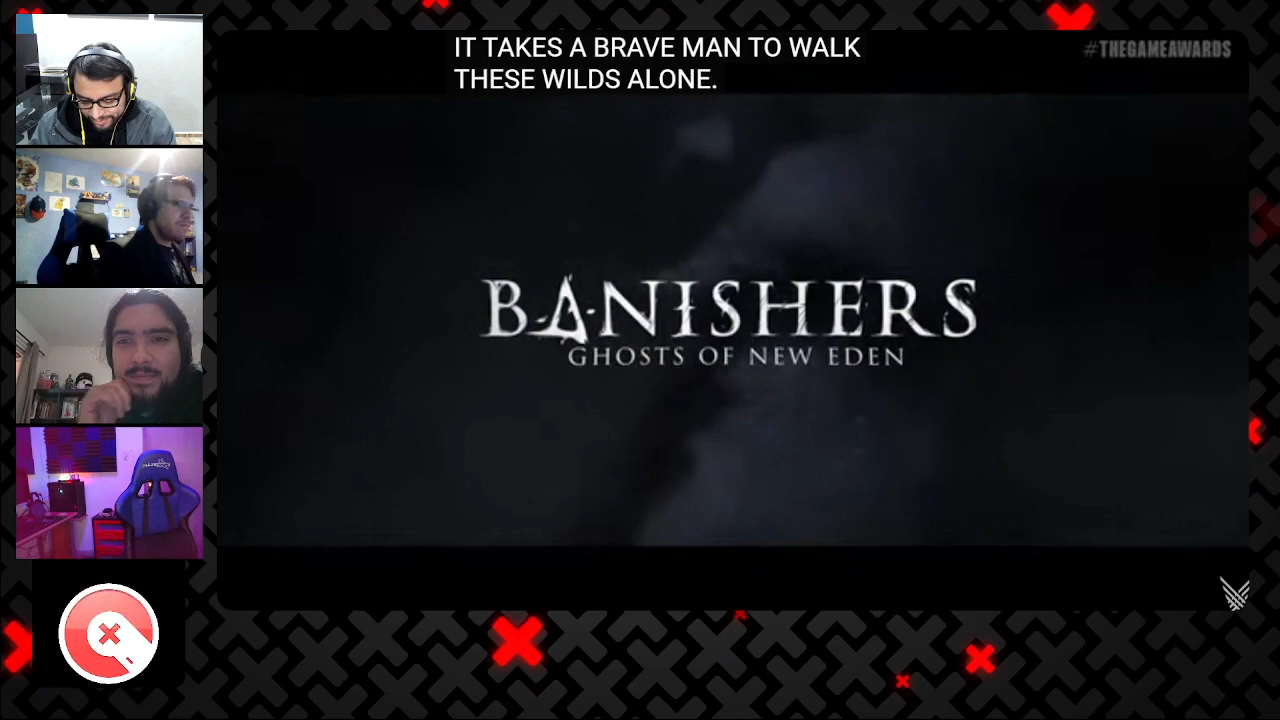 IT TAKES A BRAVE MAN TO WALK
THESE WILDS ALONE.
#THEGAMEAWARDS
BANISHERS
GHOSTS OF NEW EDEN